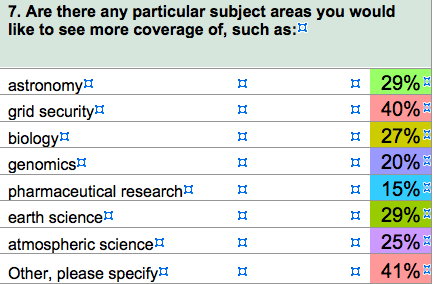 7. Are there any particular subject areas you would
like to see more coverage of, such as:¤
astronomy¤ ¤ ¤ 29%¤
grid security¤ ¤ ¤ 40%¤
biology¤ ¤ ¤ 27%¤
genomics¤ ¤ ¤ 20%¤
pharmaceutical research¤ ¤ ¤ 15%¤
earth science¤ ¤ ¤ 29%¤
atmospheric science¤ ¤ ¤ 25%¤
Other, please specify¤ ¤ ¤ 41%¤